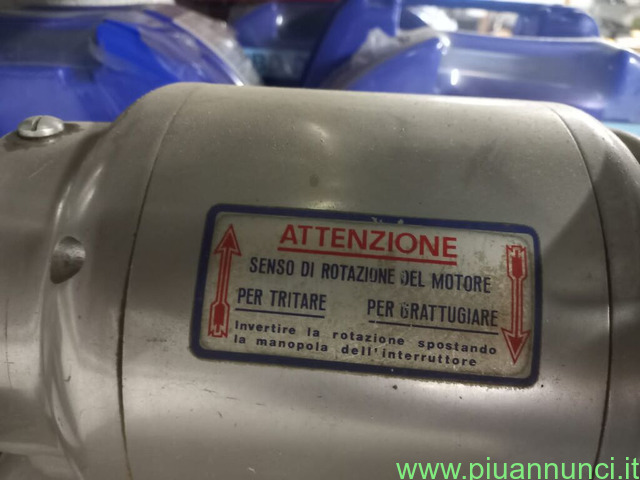 ATTENZIONE
SENSO DI ROTAZIONE DEL MOTORE
PER TRITARE PER GRATTUGIARE
Invertire la rotazione spostando
la manopola dell'interruttore
www.piuannunci.it